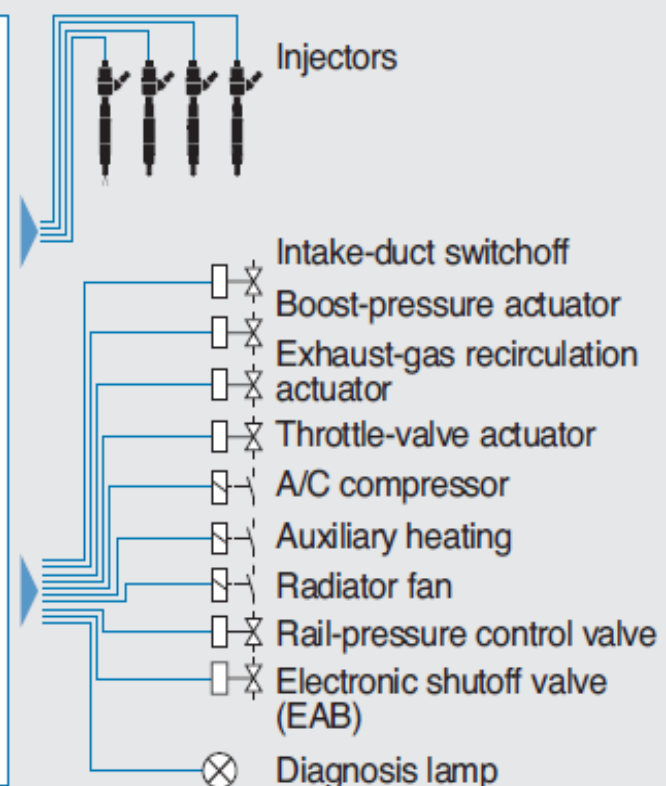 Injectors
Intake-duct switchoff
Boost-pressure actuator
Exhaust-gas recirculation
actuator
Throttle-valve actuator
A/C compressor
Auxiliary heating
Radiator fan
Rail-pressure control valve
Electronic shutoff valve
(EAB)
Diagnosis lamp